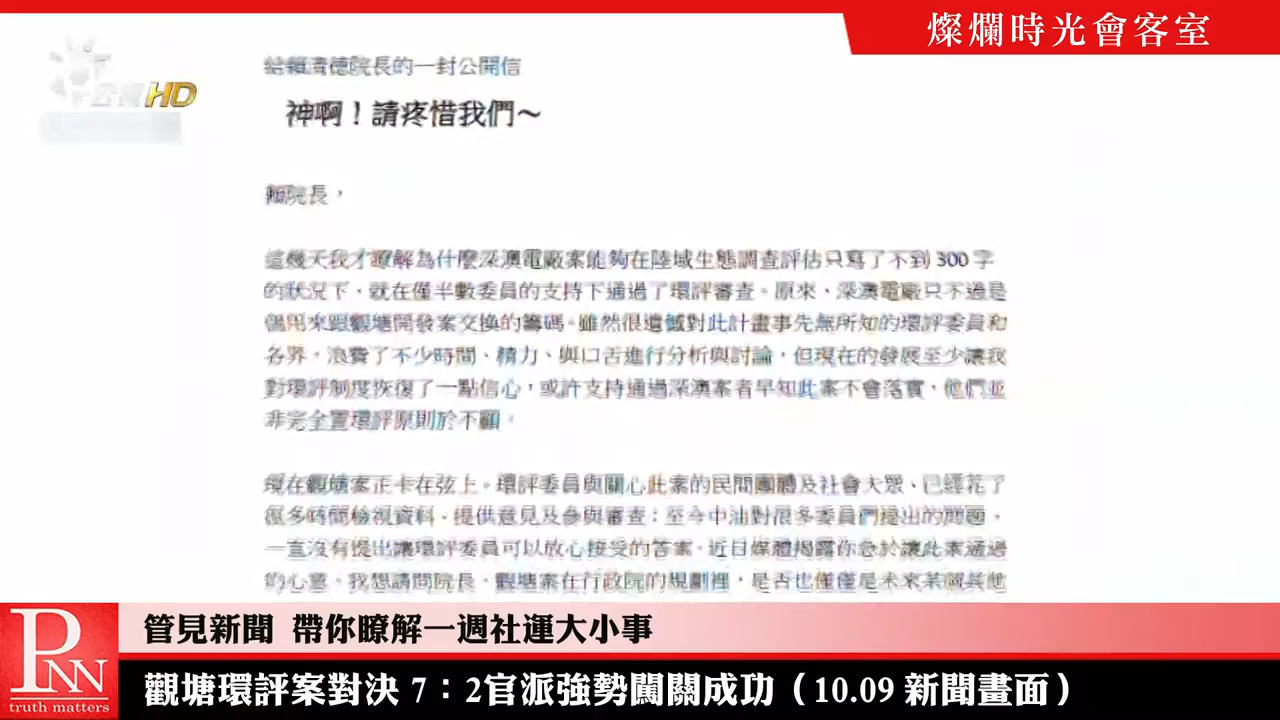 燦爛時光會客室
HD
給賴清德院長的一封公開信
神啊！請疼惜我們～
賴院長，
這幾天我才瞭解為什麼深澳電廠案能夠在陸域生態調查評估只寫了不到 300 字
的狀況下，就在僅半數委員的支持下通過了環評審查。原來，深澳電廠只不過是
個用來跟觀塘開發案交換的籌碼。雖然很遺憾對此計畫事先無所知的環評委員和
各界，浪費了不少時間、精力、與口舌進行分析與討論，但現在的發展至少讓我
對環評制度恢復了一點信心，或許支持通過深澳案者早知此案不會落實，他們並
非完全置環評原則於不顧。
現在觀塘案正卡在弦上。環評委員與關心此案的民間團體及社會大眾、已經花了
很多時間檢視資料、提供意見及參與審查；至今中油對很多委員們提出的問題，
一直沒有提出讓環評委員可以放心接受的答案。近日媒體揭露你急於讓此案通過
的心意。我想請問院長，觀塘案在行政院的規劃裡，是否也僅僅是未來某個其他
PNN
truth matters
管見新聞 帶你瞭解一週社運大小事
觀塘環評案對決 7：2官派強勢闖關成功（10.09 新聞畫面）